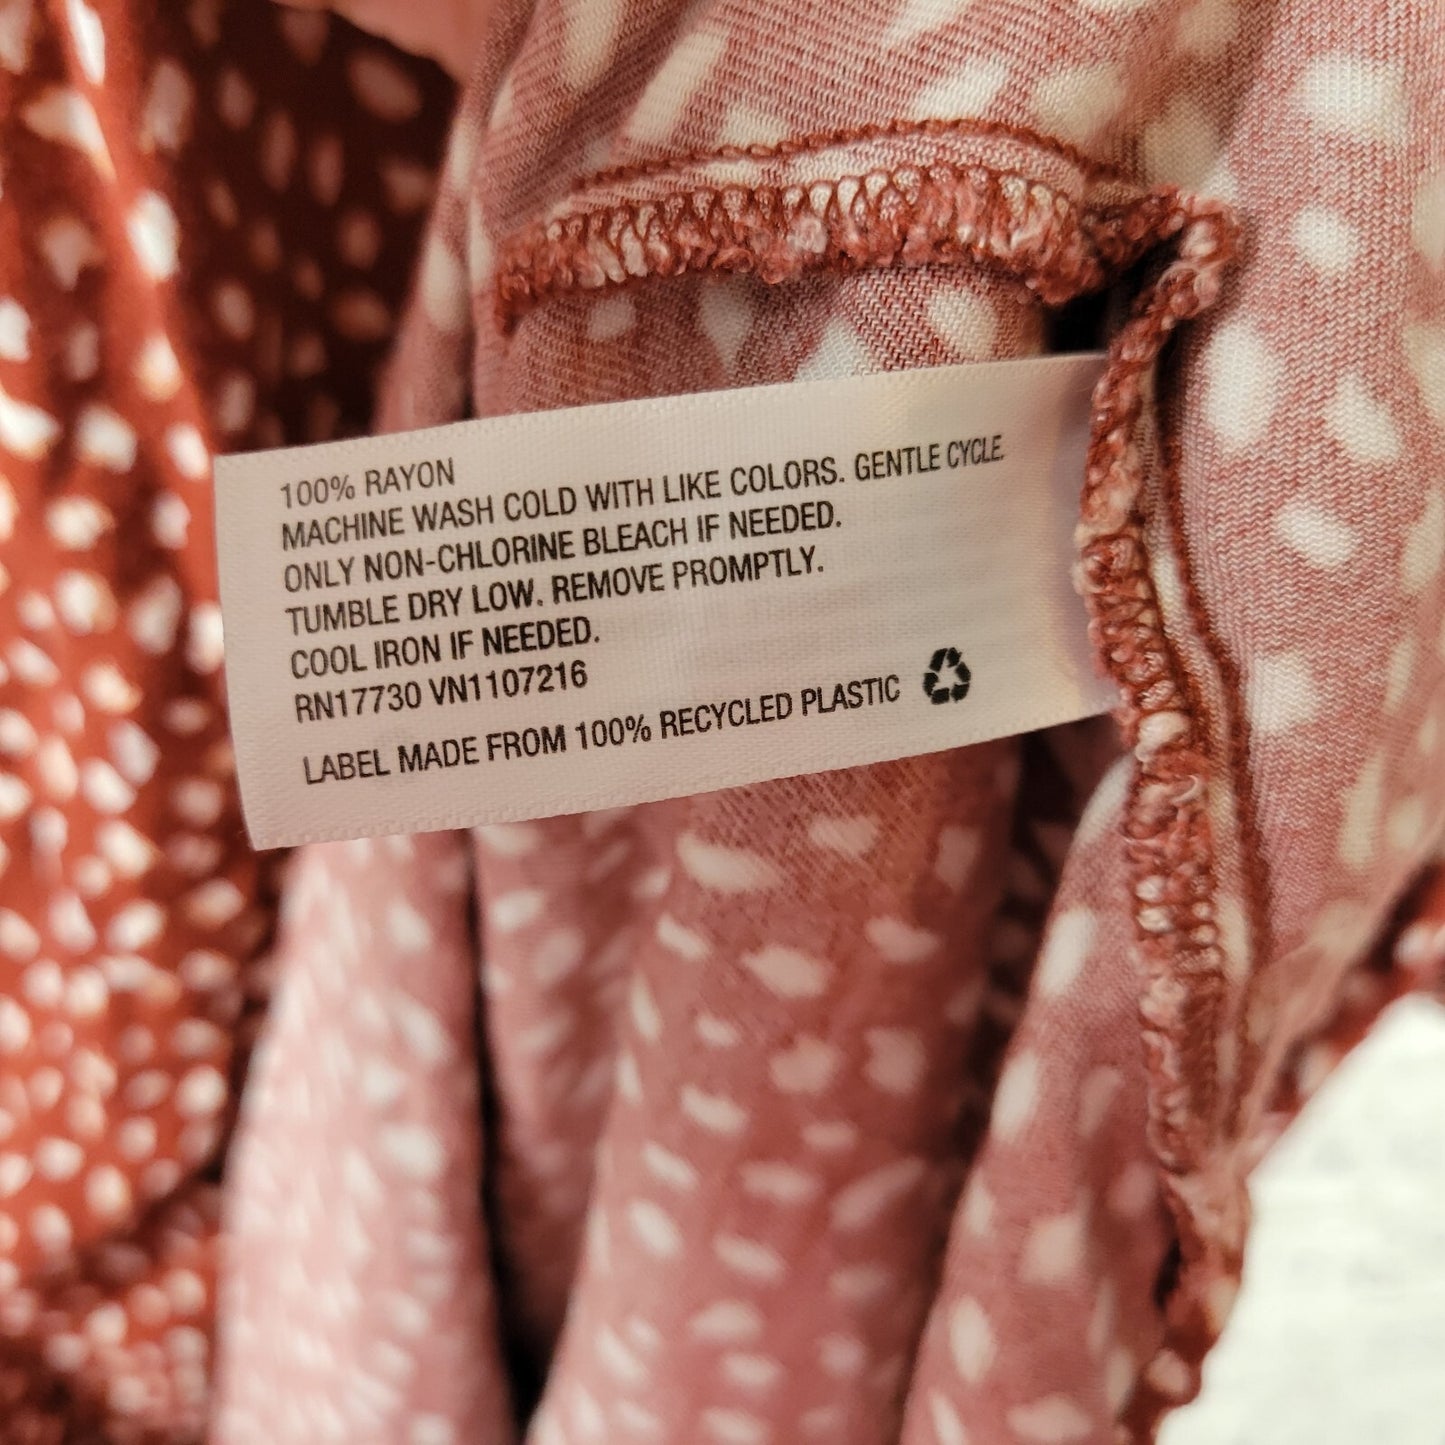 100% RAYON
MACHINE WASH COLD WITH LIKE COLORS. GENTLE CYCLE.
ONLY NON-CHLORINE BLEACH IF NEEDED.
TUMBLE DRY LOW. REMOVE PROMPTLY.
COOL IRON IF NEEDED.
RN17730 VN1107216
LABEL MADE FROM 100% RECYCLED PLASTIC